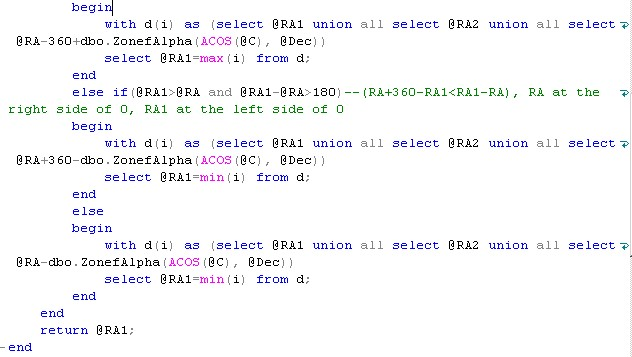 begin
with d(i) as (select @RA1 union all select @RA2 union all select
@RA-360+dbo.ZonefAlpha(ACOS(@C), @Dec))
select @RA1=max(i) from d;
end
else if(@RA1>@RA and @RA1-@RA>180)--(RA+360-RA1<RA1-RA), RA at the
right side of 0, RA1 at the left side of 0
begin
with d(i) as (select @RA1 union all select @RA2 union all select
@RA+360-dbo.ZonefAlpha(ACOS(@C), @Dec))
select @RA1=min(i) from d;
end
else
begin
with d(i) as (select @RA1 union all select @RA2 union all select
@RA-dbo.ZonefAlpha(ACOS(@C), @Dec))
select @RA1=min(i) from d;
end
end
return @RA1;
end